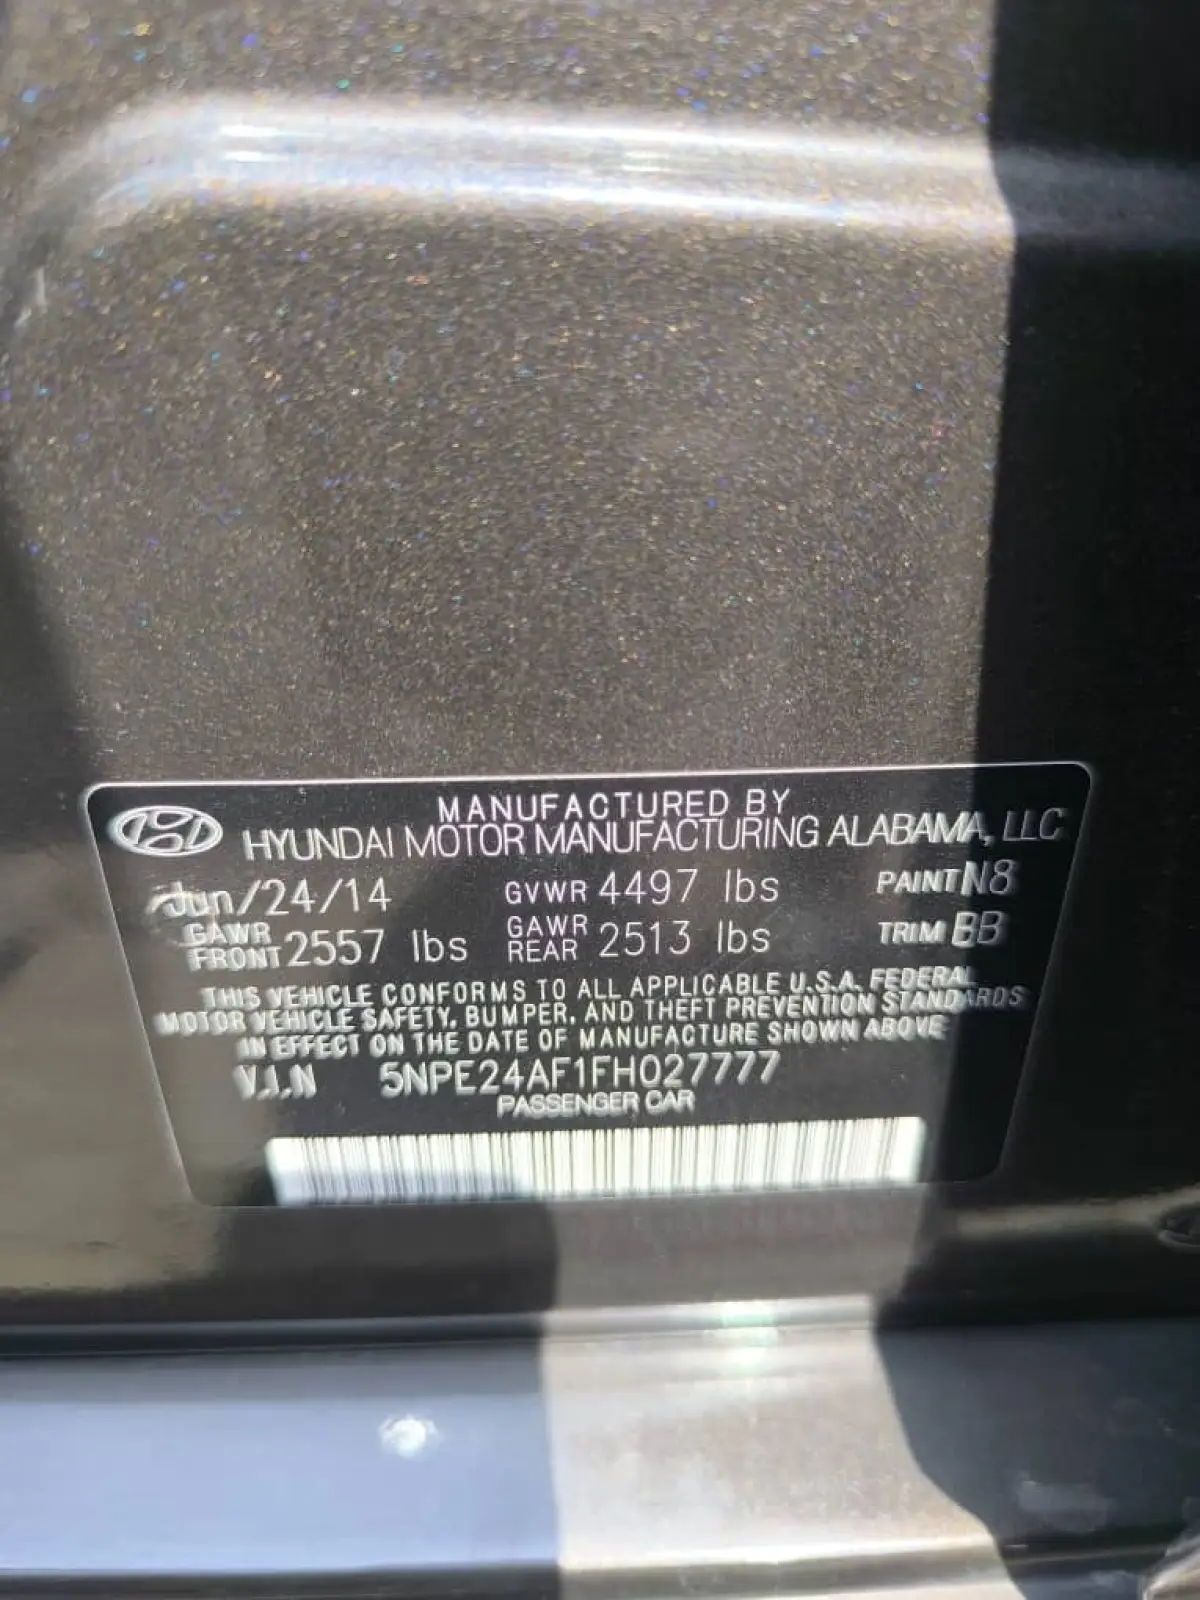 MANUFACTURED BY
HYUNDAI MOTOR MANUFACTURING ALABAMA, LLC
Jun/24/14 GVWR 4497 lbs PAINT N8
GAWR FRONT 2557 lbs GAWR REAR 2513 lbs TRIM BB
THIS VEHICLE CONFORMS TO ALL APPLICABLE U.S.A. FEDERAL
MOTOR VEHICLE SAFETY, BUMPER, AND THEFT PREVENTION STANDARDS
IN EFFECT ON THE DATE OF MANUFACTURE SHOWN ABOVE
V.I.N 5NPE24AF1FH027777
PASSENGER CAR